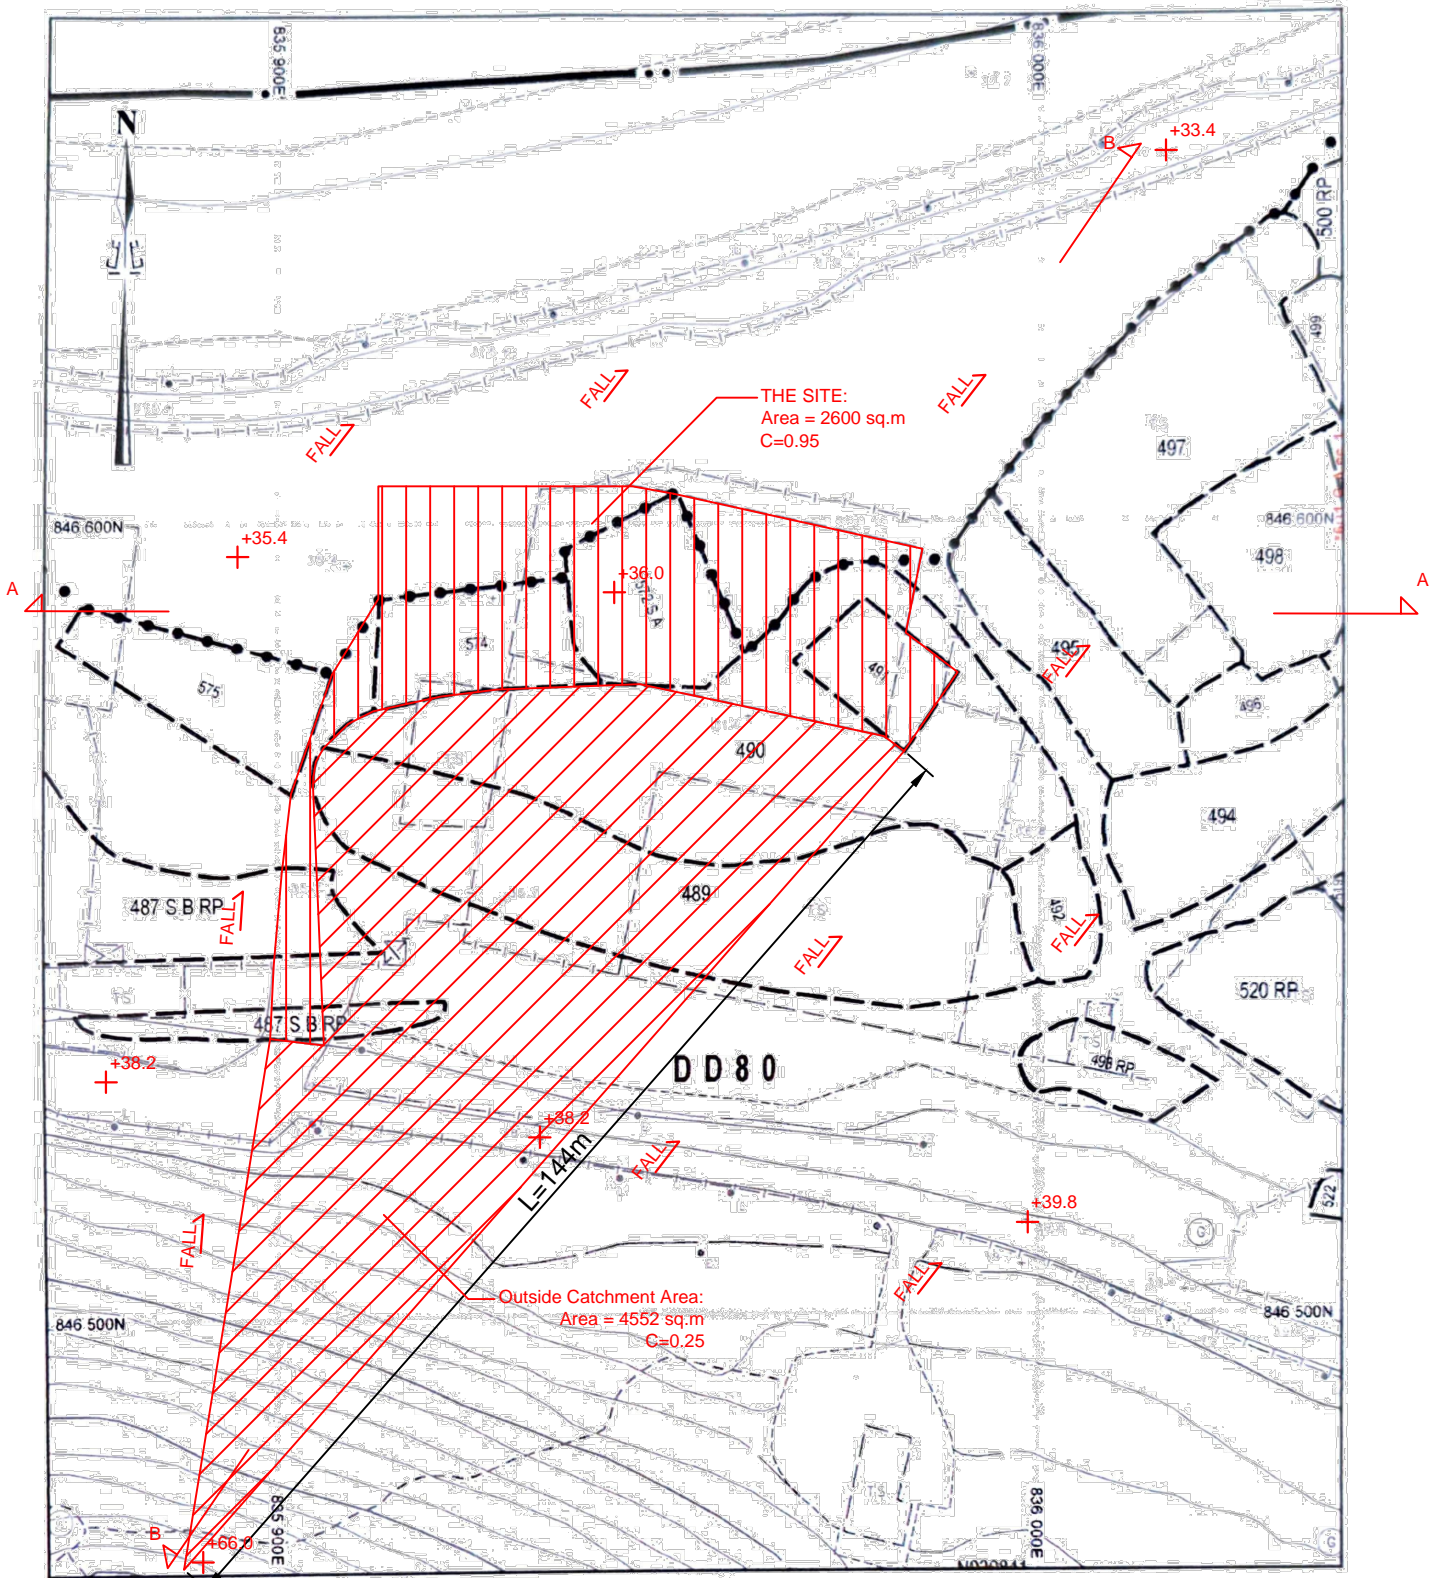 835 900E
836 000E
N
+33.4
B
500 RP
499
FALL
FALL
FALL
THE SITE:
Area = 2600 sq.m
C=0.95
497
846 600N
846 600N
498
+35.4
+36.0
572 S A
A
A
574
575
491
495
FALL
496
490
494
487 S B RP
FALL
489
492
FALL
FALL
520 RP
487 S B RP
DD80
498 RP
+38.2
+38.2
L=144m
FALL
522
+39.8
FALL
FALL
Outside Catchment Area:
Area = 4552 sq.m
C=0.25
846 500N
846 500N
B
+66.0
835 900E
836 000E